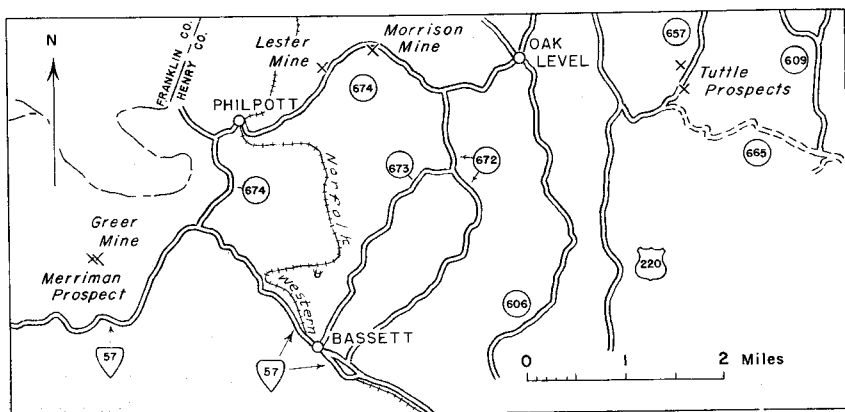 N
FRANKLIN CO.
HENRY CO.
Lester
Mine
Morrison
Mine
OAK
LEVEL
657
609
Tuttle
Prospects
PHILPOTT
674
665
673
672
674
Norfolk
Greer
Mine
Merriman
Prospect
220
Western
606
BASSETT
57
57
0 1 2 Miles